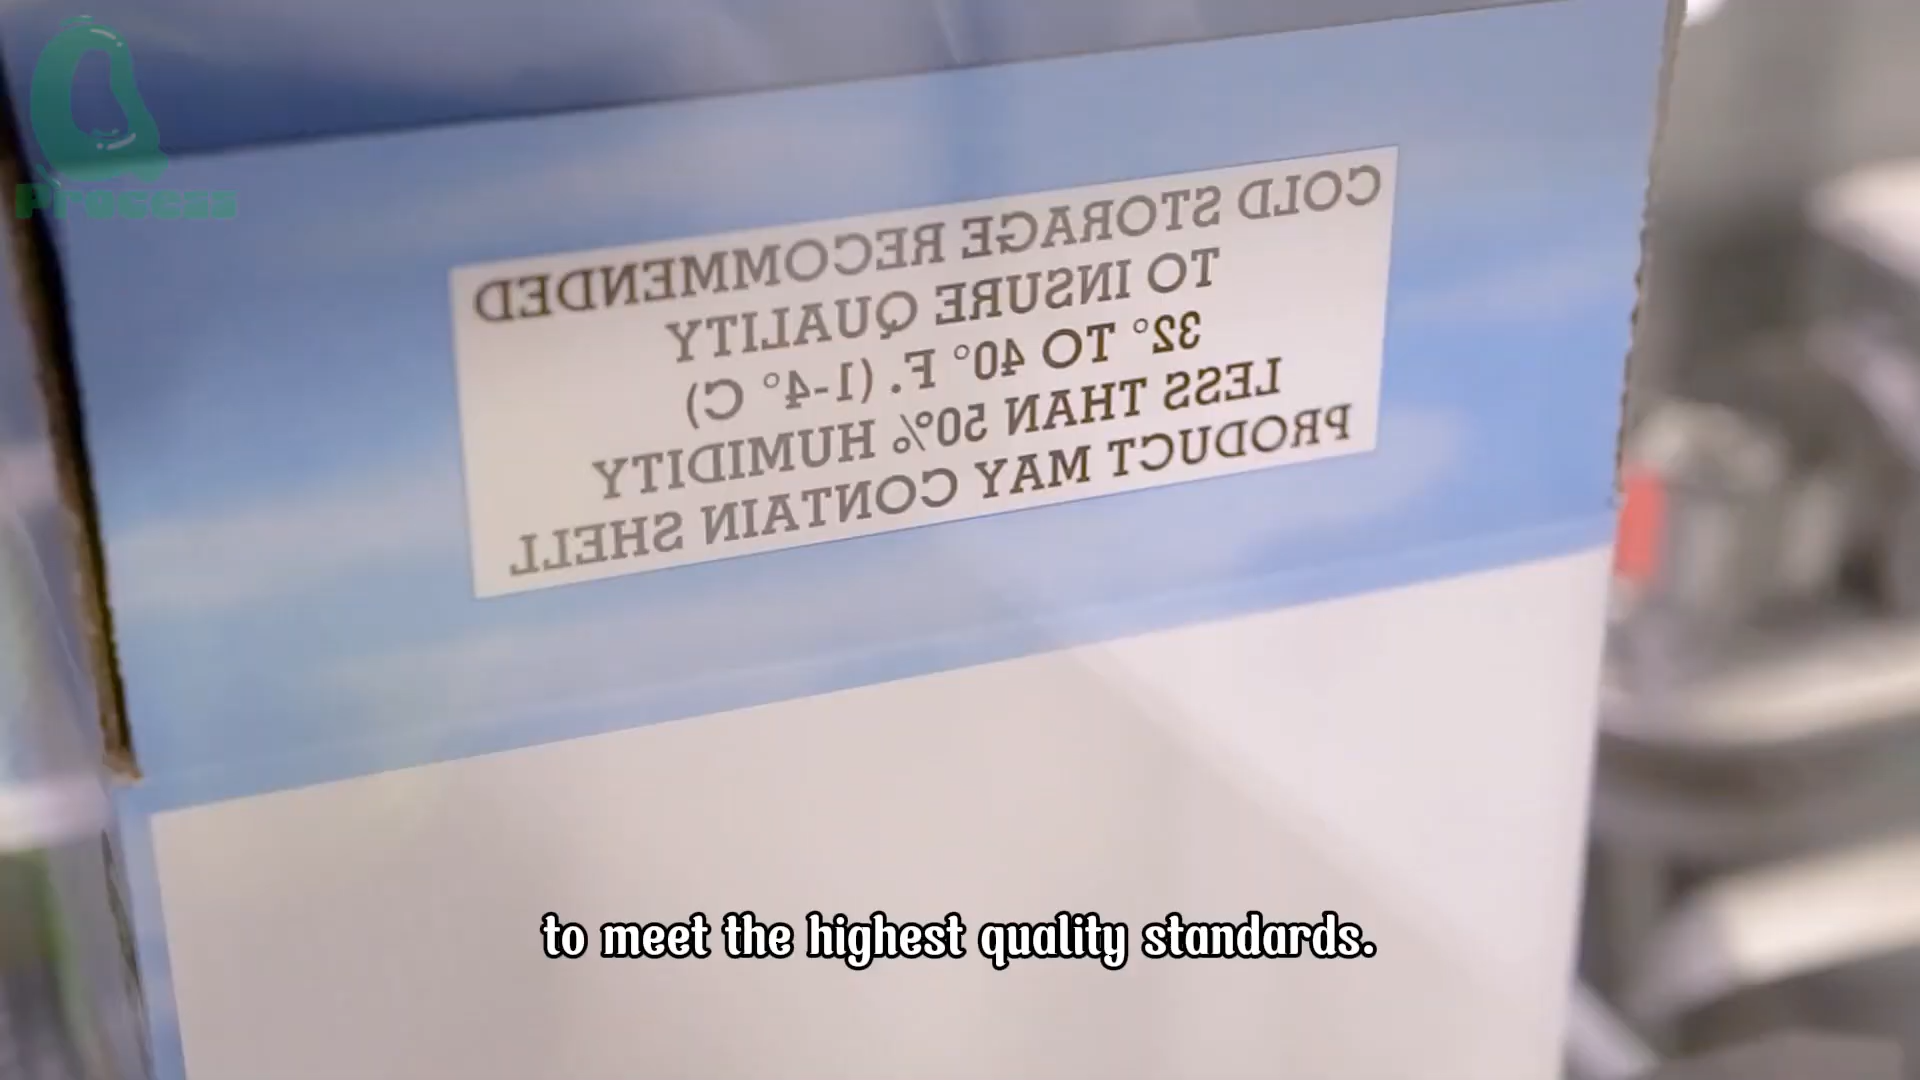 Process
COLD STORAGE RECOMMENDED
TO INSURE QUALITY
32° TO 40° F. (1-4° C)
LESS THAN 50% HUMIDITY
PRODUCT MAY CONTAIN SHELL
to meet the highest quality standards.